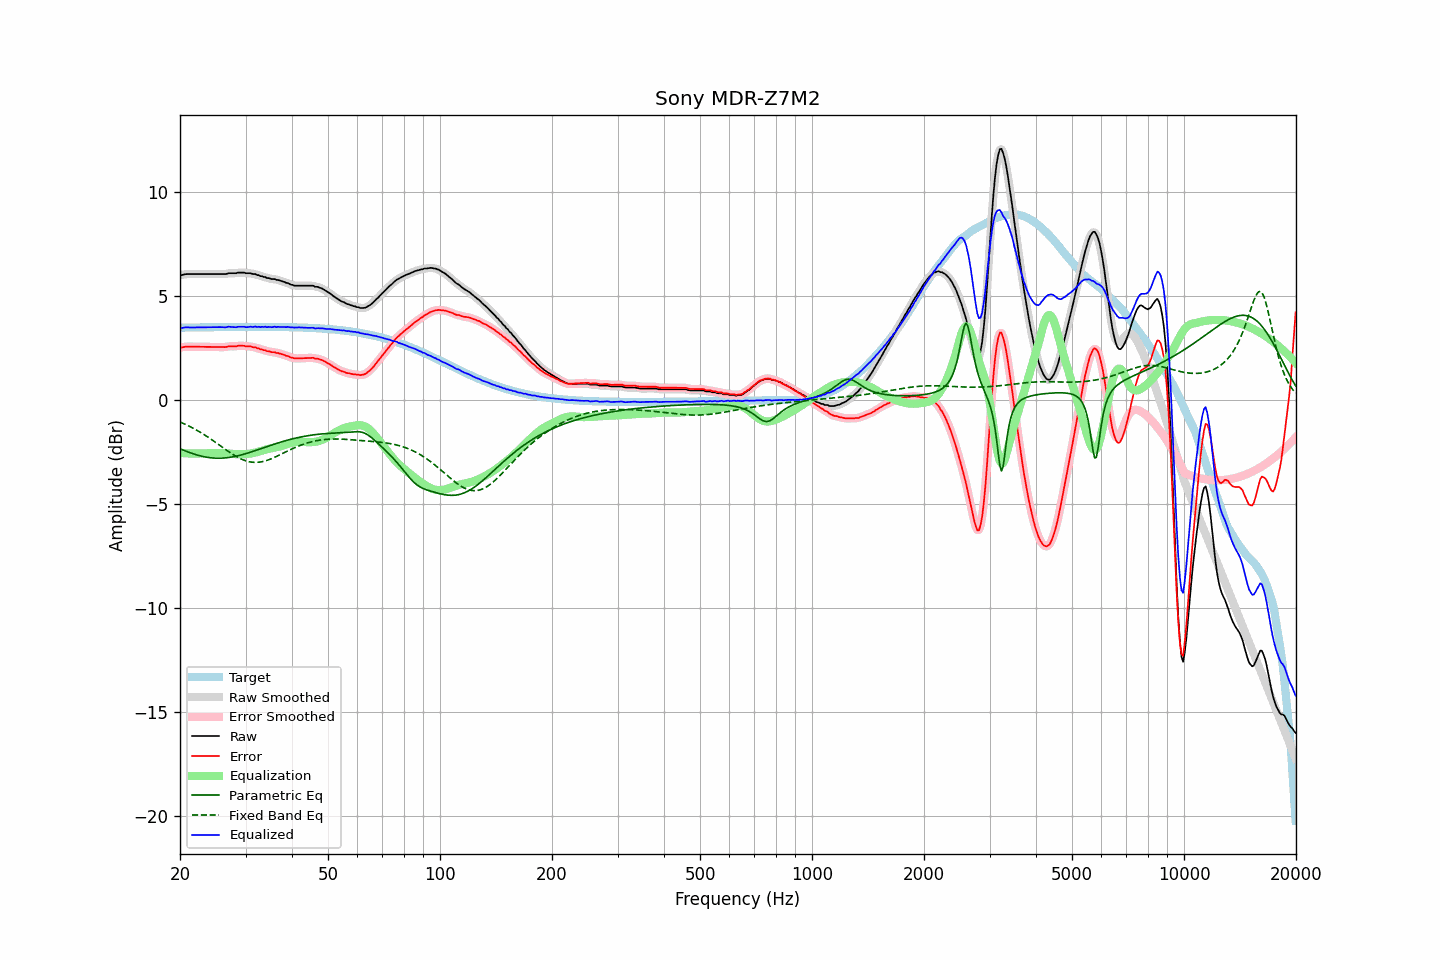 Sony MDR-Z7M2
Amplitude (dBr)
10
5
0
−5
−10
−15
−20
Target
Raw Smoothed
Error Smoothed
Raw
Error
Equalization
Parametric Eq
Fixed Band Eq
Equalized
20 50 100 200 500 1000 2000 5000 10000 20000
Frequency (Hz)